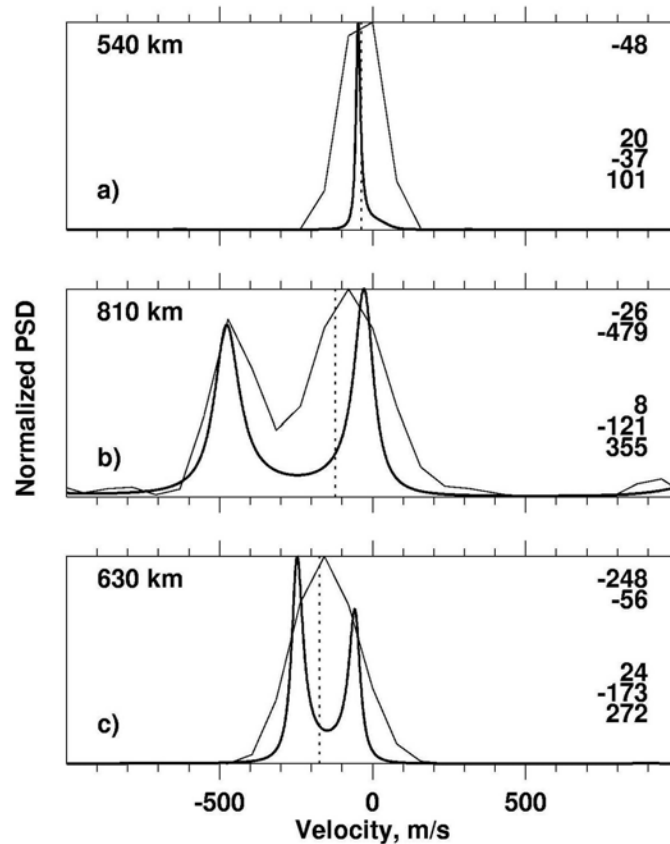 540 km
-48
20
-37
101
a)
810 km
-26
-479
8
-121
355
b)
630 km
-248
-56
24
-173
272
c)
Normalized PSD
-500 0 500
Velocity, m/s